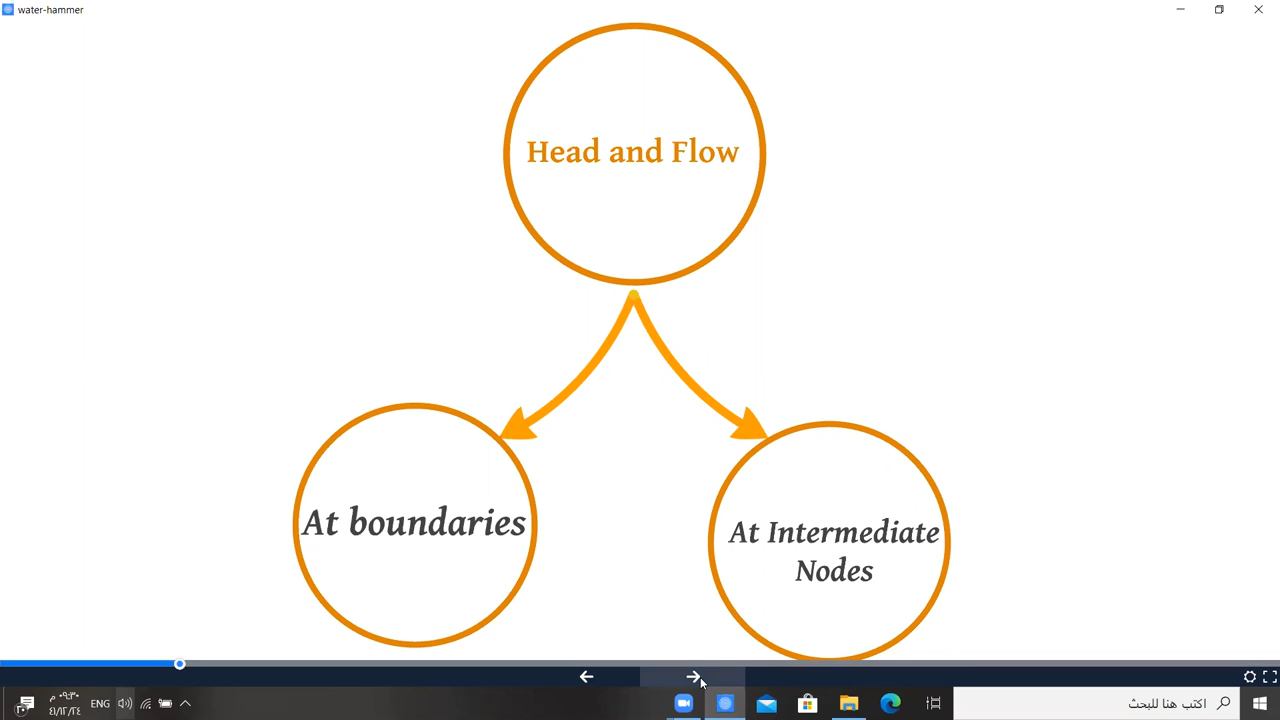 water-hammer
Head and Flow
At boundaries
At Intermediate
Nodes
ENG
اكتب هنا للبحث